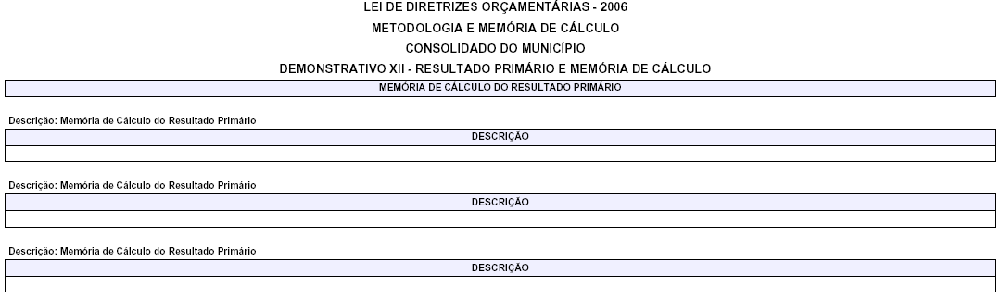 LEI DE DIRETRIZES ORÇAMENTÁRIAS - 2006
METODOLOGIA E MEMÓRIA DE CÁLCULO
CONSOLIDADO DO MUNICÍPIO
DEMONSTRATIVO XII - RESULTADO PRIMÁRIO E MEMÓRIA DE CÁLCULO
MEMÓRIA DE CÁLCULO DO RESULTADO PRIMÁRIO
Descrição: Memória de Cálculo do Resultado Primário
DESCRIÇÃO
Descrição: Memória de Cálculo do Resultado Primário
DESCRIÇÃO
Descrição: Memória de Cálculo do Resultado Primário
DESCRIÇÃO